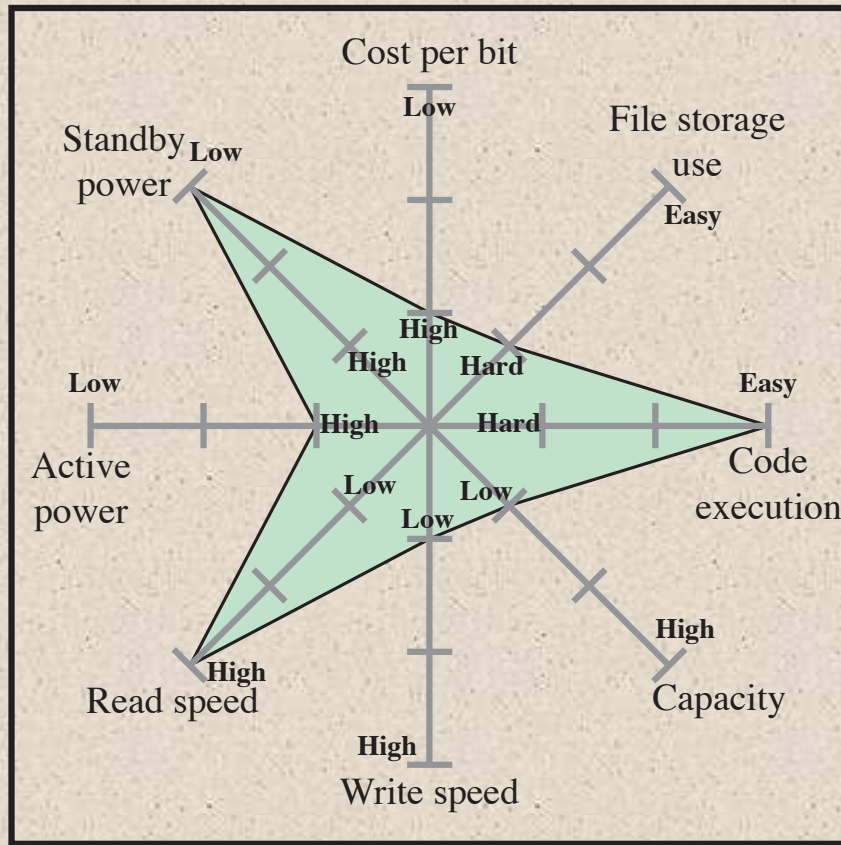 Cost per bit
Low
File storage
use
Easy
Standby
power
Low
High
High
Hard
Low
High
Hard
Easy
Active
power
Code
execution
Low
Low
Low
High
Read speed
High
Capacity
High
Write speed